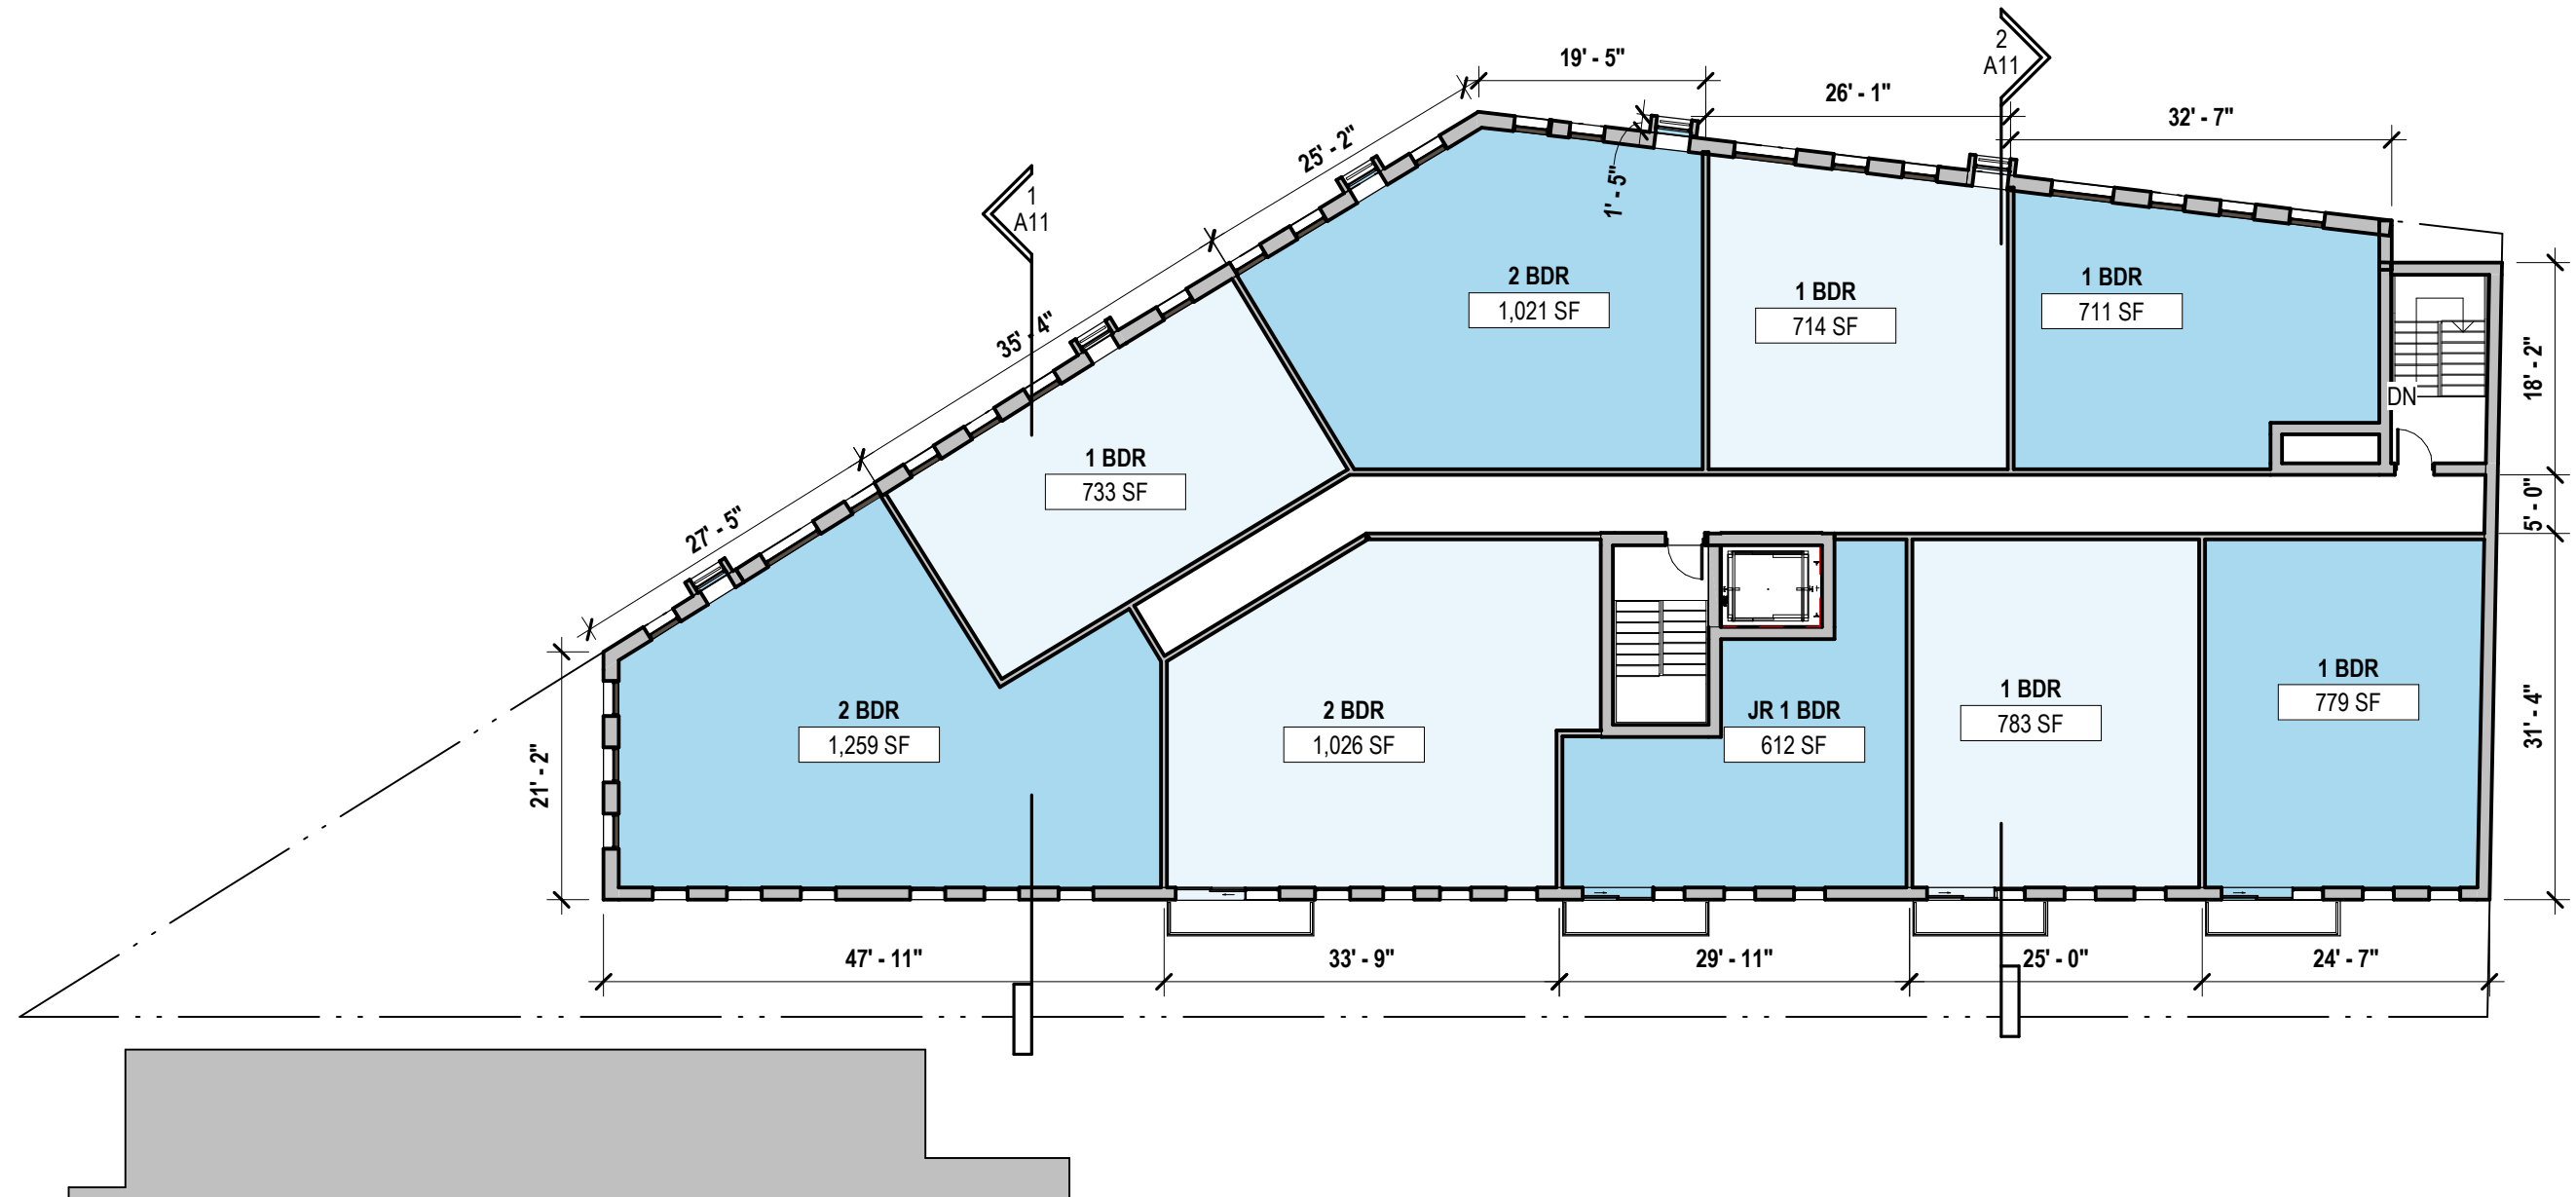 2
A11
19' - 5"
26' - 1"
32' - 7"
25' - 2"
1' - 5"
1
A11
2 BDR
1,021 SF
1 BDR
714 SF
1 BDR
711 SF
35' - 4"
18' - 2"
DN
1 BDR
733 SF
27' - 5"
5' - 0"
2 BDR
1,259 SF
2 BDR
1,026 SF
JR 1 BDR
612 SF
1 BDR
783 SF
1 BDR
779 SF
31' - 4"
21' - 2"
47' - 11"
33' - 9"
29' - 11"
25' - 0"
24' - 7"